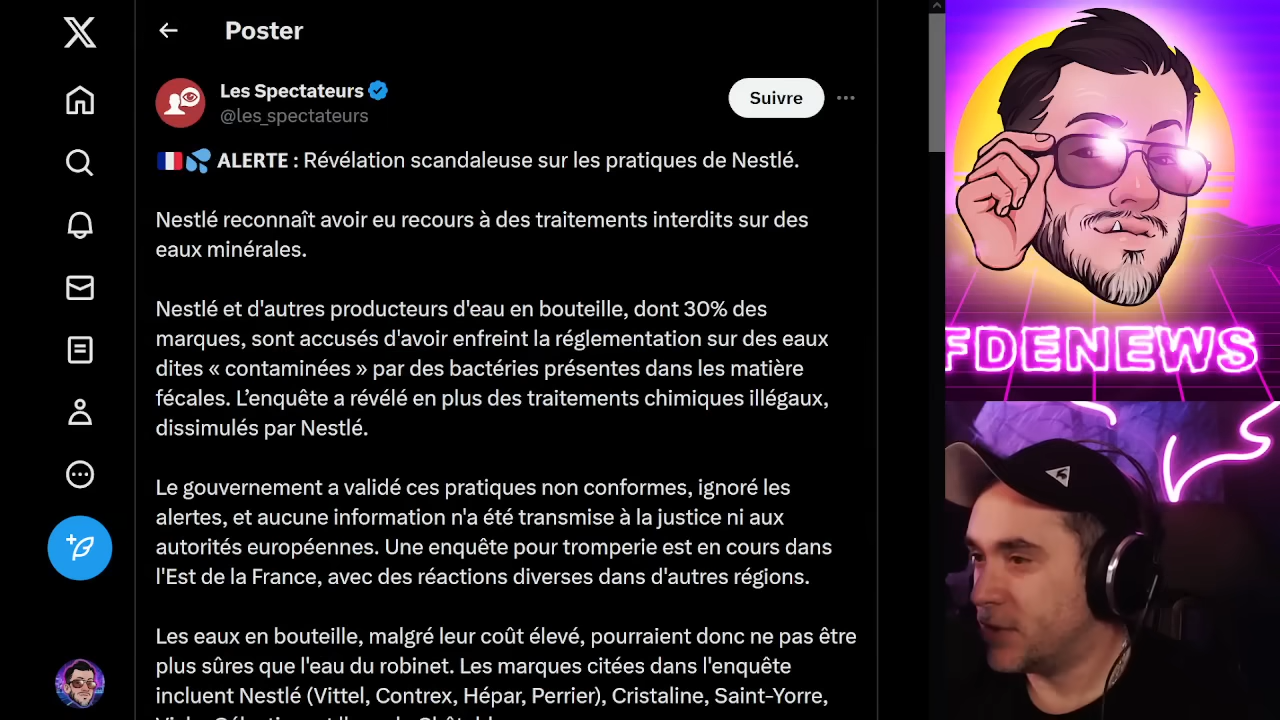 Poster
Les Spectateurs
@les_spectateurs
Suivre
ALERTE : Révélation scandaleuse sur les pratiques de Nestlé.
Nestlé reconnaît avoir eu recours à des traitements interdits sur des
eaux minérales.
Nestlé et d'autres producteurs d'eau en bouteille, dont 30% des
marques, sont accusés d'avoir enfreint la réglementation sur des eaux
dites « contaminées » par des bactéries présentes dans les matière
fécales. L’enquête a révélé en plus des traitements chimiques illégaux,
dissimulés par Nestlé.
Le gouvernement a validé ces pratiques non conformes, ignoré les
alertes, et aucune information n'a été transmise à la justice ni aux
autorités européennes. Une enquête pour tromperie est en cours dans
l'Est de la France, avec des réactions diverses dans d'autres régions.
Les eaux en bouteille, malgré leur coût élevé, pourraient donc ne pas être
plus sûres que l'eau du robinet. Les marques citées dans l'enquête
incluent Nestlé (Vittel, Contrex, Hépar, Perrier), Cristaline, Saint-Yorre,
FDENEWS